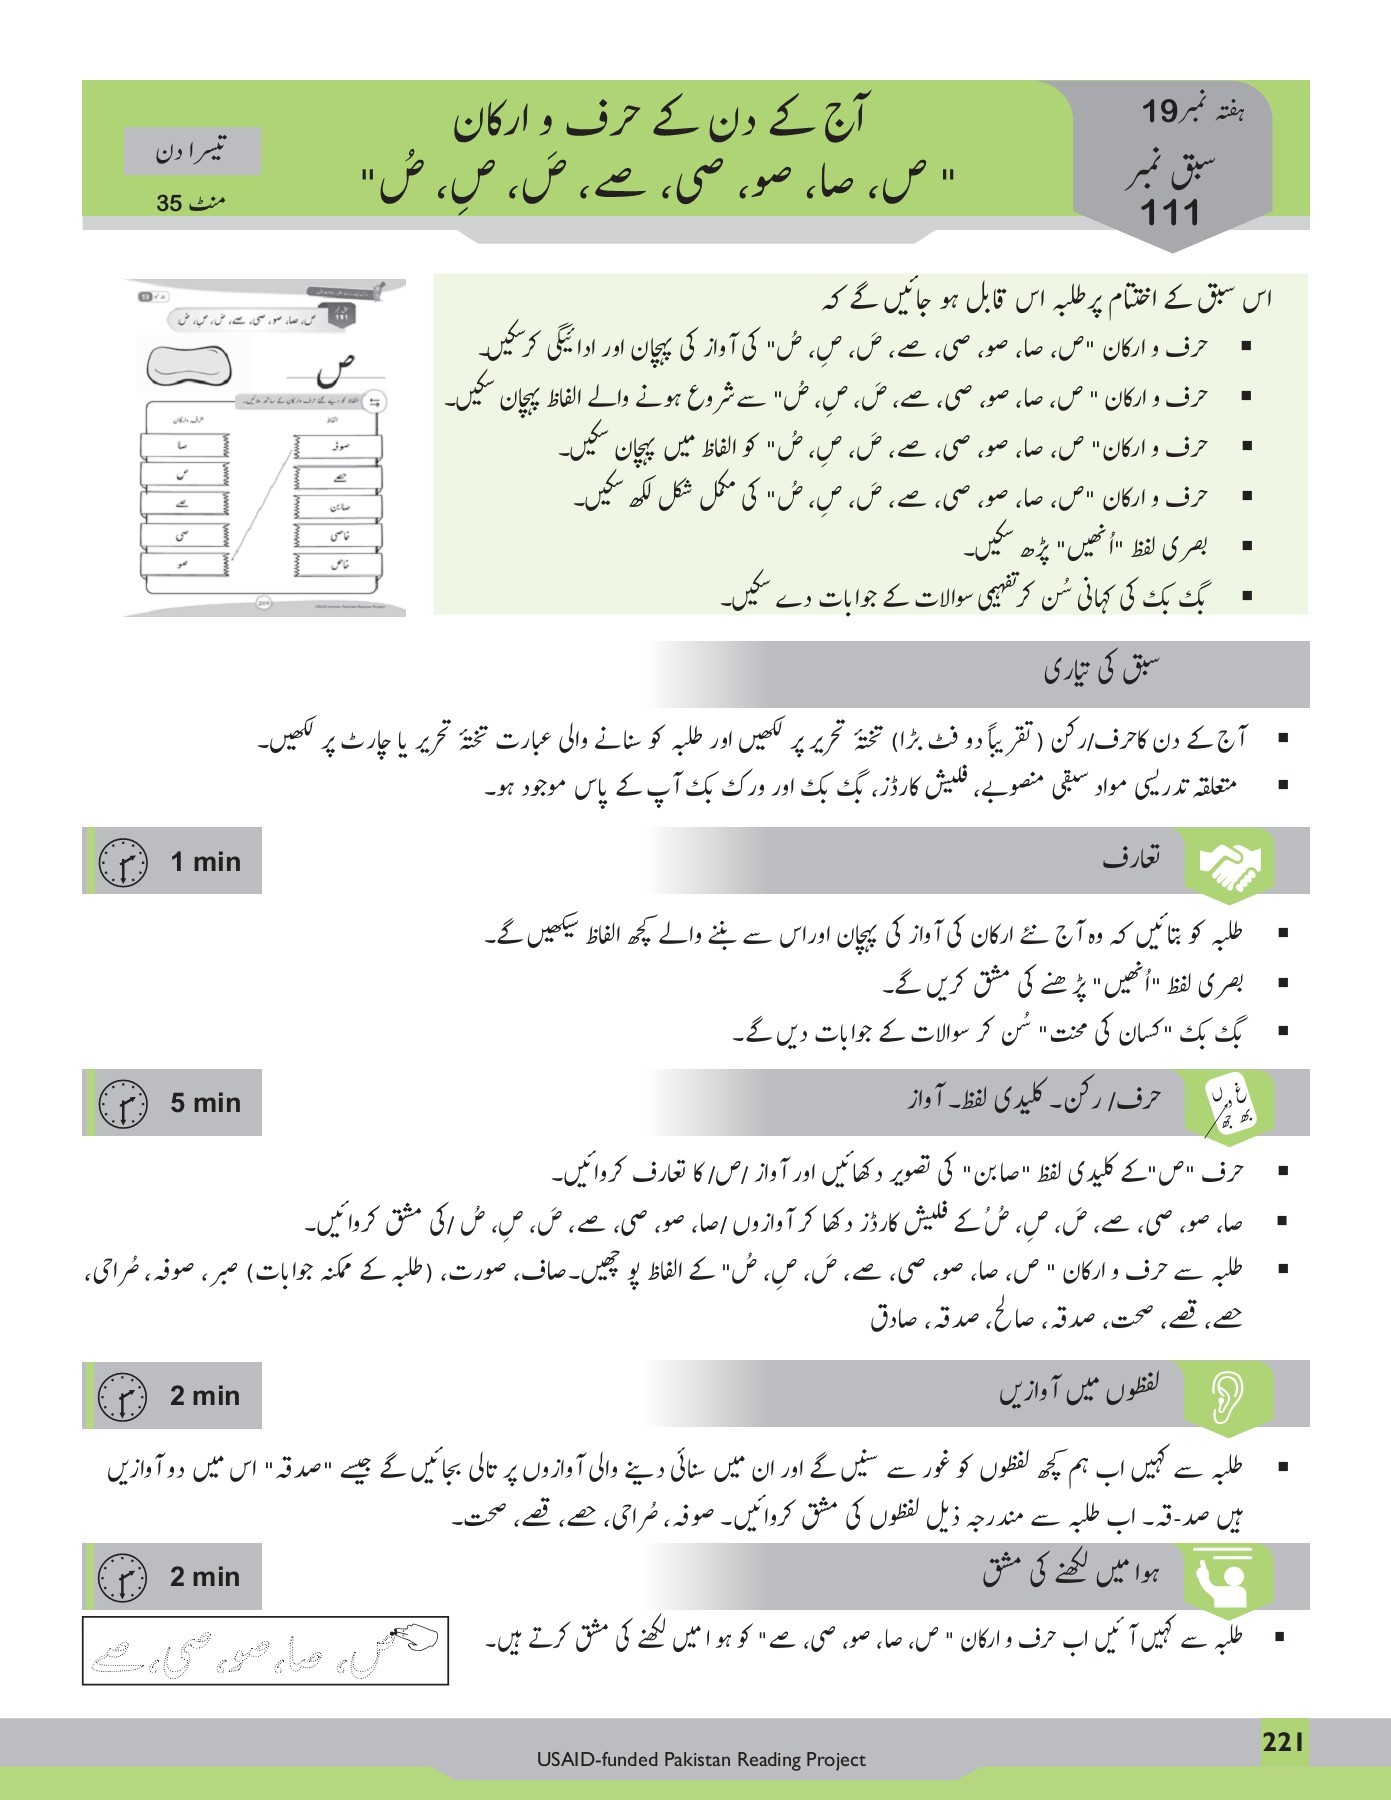 ہفتہ نمبر19
سبق نمبر
111
آج کے دن کے حرف و ارکان
" ص، صا، صو، صی، صے، صَ، صِ، صُ"
تیسرا دن
35 منٹ
اس سبق کے اختتام پرطلبہ اس قابل ہو جائیں گے کہ
▪ حرف و ارکان "ص، صا، صو، صی، صے، صَ، صِ، صُ" کی آواز کی پہچان اور ادائیگی کرسکیں۔
▪ حرف و ارکان " ص، صا، صو، صی، صے، صَ، صِ، صُ" سےشروع ہونے والے الفاظ پہچان سکیں۔
▪ حرف و ارکان" ص، صا، صو، صی، صے، صَ، صِ، صُ" کو الفاظ میں پہچان سکیں۔
▪ حرف و ارکان "ص، صا، صو، صی، صے، صَ، صِ، صُ" کی مکمل شکل لکھ سکیں۔
▪ بصری لفظ "اُنھیں" پڑھ سکیں۔
▪ بگ بک کی کہانی سُن کرتفہیمی سوالات کے جوابات دے سکیں۔
111
19
ص، صا، صو، صی، صے، صَ، صِ، صُ
ص
الفاظ کو دیے گئے حرف و ارکان کے ساتھ ملائیں۔
الفاظ حرف و ارکان
صوفہ صا
حصے ص
صابن صے
خاصی صی
خاص صو
209
سبق کی تیاری
▪ آج کے دن کاحرف/رکن (تقریباً دو فٹ بڑا) تختۂ تحریر پر لکھیں اور طلبہ کو سنانے والی عبارت تختۂ تحریر یا چارٹ پر لکھیں۔
▪ متعلقہ تدریسی مواد سبقی منصوبے، فلیش کارڈز، بگ بک اور ورک بک آپ کے پاس موجود ہو۔
تعارف
1 min
▪ طلبہ کو بتائیں کہ وہ آج نئے ارکان کی آواز کی پہچان اوراس سے بننے والے کچھ الفاظ سیکھیں گے۔
▪ بصری لفظ "اُنھیں" پڑھنے کی مشق کریں گے۔
▪ بگ بک "کسان کی محنت" سُن کر سوالات کے جوابات دیں گے۔
حرف/ رکن۔ کلیدی لفظ۔ آواز
5 min
▪ حرف "ص"کے کلیدی لفظ "صابن" کی تصویر دکھائیں اور آواز /ص/ کا تعارف کروائیں۔
▪ صا، صو، صی، صے، صَ، صِ، صُ ُکے فلیش کارڈز دکھا کر آوازوں /صا، صو، صی، صے، صَ، صِ، صُ /کی مشق کروائیں۔
▪ طلبہ سے حرف و ارکان " ص، صا، صو، صی، صے، صَ، صِ، صُ" کے الفاظ پوچھیں۔صاف، صورت، (طلبہ کے ممکنہ جوابات) صبر، صوفہ، صُراحی،
حصے، قصے، صحت، صدقہ، صالح، صدقہ، صادق
لفظوں میں آوازیں
2 min
▪ طلبہ سے کہیں اب ہم کچھ لفظوں کو غور سے سنیں گے اور ان میں سنائی دینے والی آوازوں پر تالی بجائیں گے جیسے "صدقہ" اس میں دو آوازیں
ہیں صد-قہ۔ اب طلبہ سے مندرجہ ذیل لفظوں کی مشق کروائیں۔ صوفہ، صُراحی، حصے، قصے، صحت۔
ہوا میں لکھنے کی مشق
2 min
▪ طلبہ سے کہیں آئیں اب حرف و ارکان " ص، صا، صو، صی، صے" کو ہوا میں لکھنے کی مشق کرتے ہیں۔
ص، صا، صو، صی، صے
221
USAID-funded Pakistan Reading Project